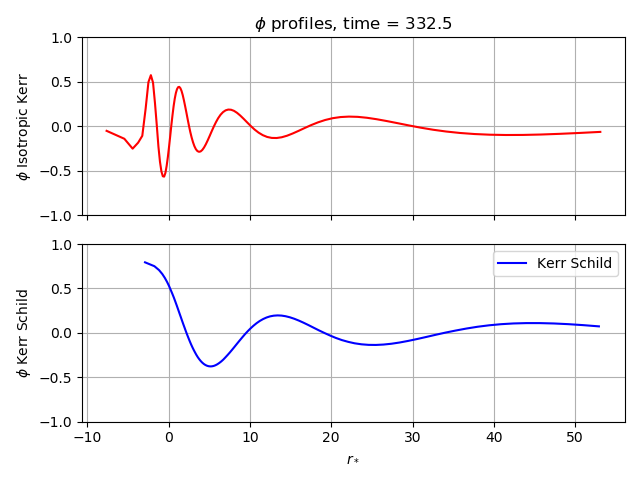 ϕ profiles, time = 332.5
ϕ Isotropic Kerr
1.0
0.5
0.0
−0.5
−1.0
ϕ Kerr Schild
1.0
0.5
0.0
−0.5
−1.0
Kerr Schild
−10 0 10 20 30 40 50
r*